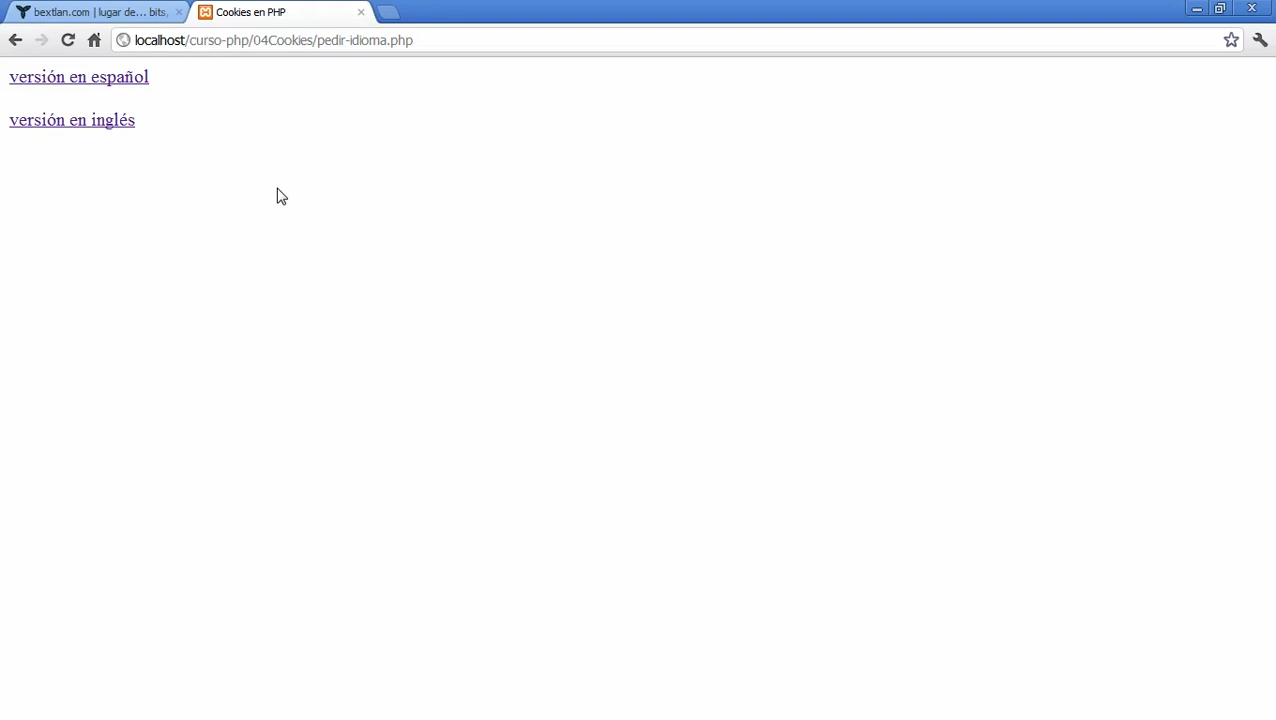 bextlan.com | lugar de... bits,
Cookies en PHP
localhost/curso-php/04Cookies/pedir-idioma.php
versión en español
versión en inglés